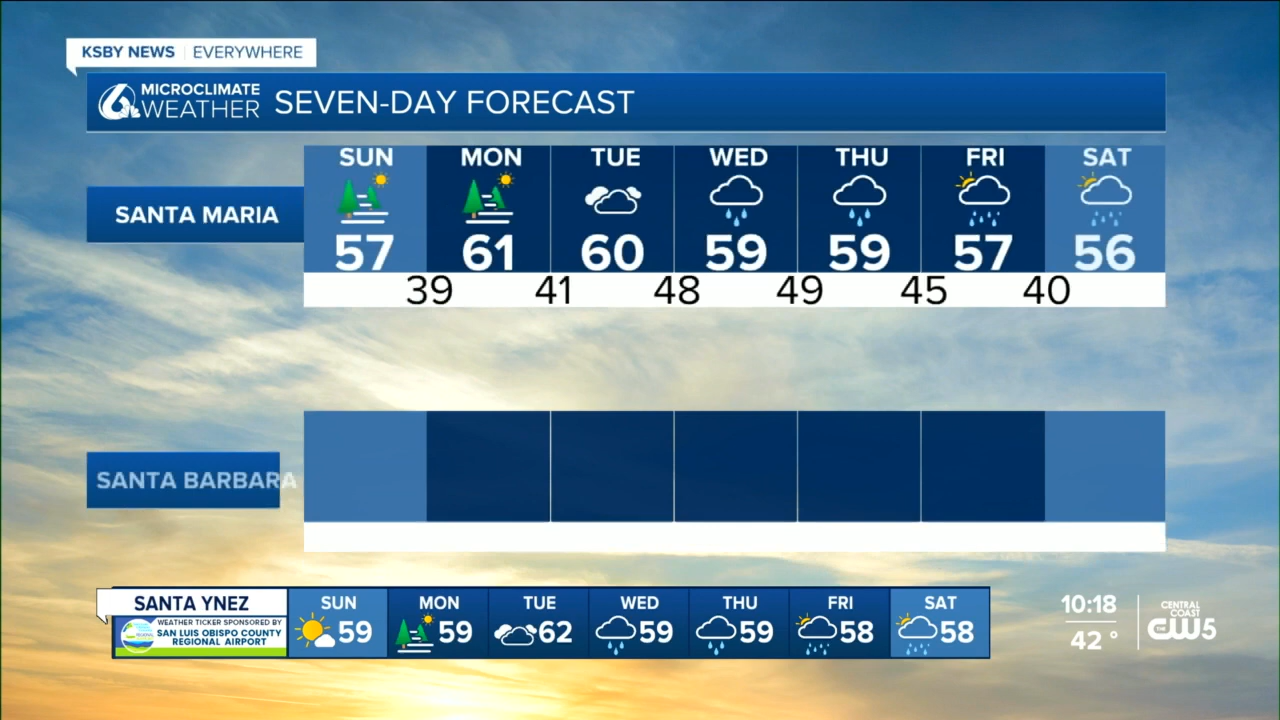 KSBY NEWS | EVERYWHERE
6 MICROCLIMATE
WEATHER
SEVEN-DAY FORECAST
SUN MON TUE WED THU FRI SAT
SANTA MARIA
57 61 60 59 59 57 56
39 41 48 49 45 40
SANTA BARBARA
SANTA YNEZ
WEATHER TICKER SPONSORED BY
SAN LUIS OBISPO COUNTY
REGIONAL AIRPORT
SUN MON TUE WED THU FRI SAT
59 59 62 59 59 58 58
10:18
42 °
CENTRAL
COAST
THE CW5